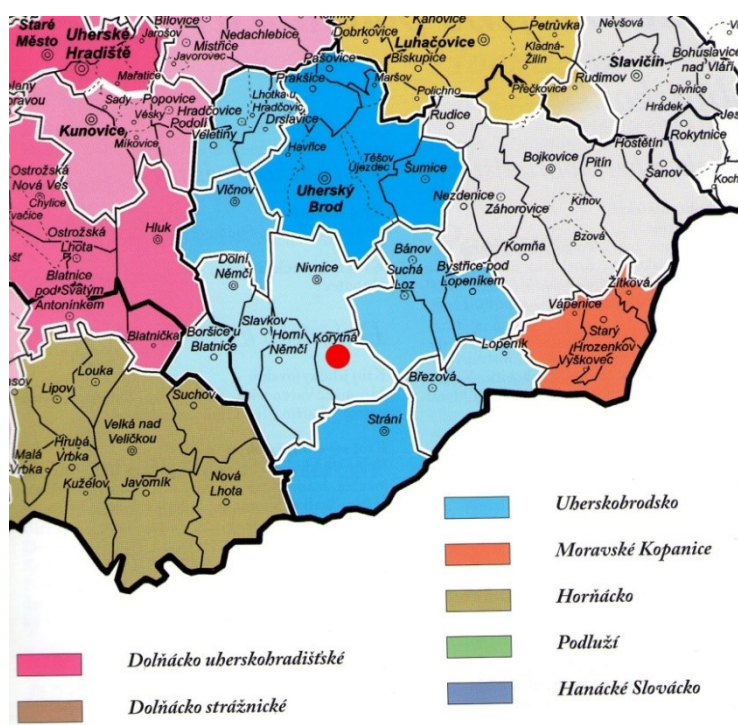 Staré
Město
Uherské
Hradiště
Bílovice
Jarošov
Nedachlebice
Mistřice
Javorovec
Mařatice
Pašovice
Prakšice
Dobrkovice
Kaňovice
Luhačovice
Biskupice
Maršov
Polichno
Petrůvka
Kladná-
Žilín
Přečkovice
Rudimov
Nevšová
Slavičín
Bohuslavice
nad Vláří
Divnice
Hrádek
Rokytnice
Hostětín
Šanov
Sady
Popovice
Vésky
Podolí
Kunovice
Míkovice
Hradčovice
Lhotka u
Hradčovic
Drslavice
Veletiny
Havřice
Těšov
Újezdec
Šumice
Uherský
Brod
Rudice
Bojkovice
Pitín
Nezdenice
Záhorovice
Krhov
Bzová
Komňa
Ostrožská
Nová Ves
Chylice
Hluk
Vlčnov
Ostrožská
Lhota
Blatnice
pod Svatým
Antonínkem
Dolní
Němčí
Nivnice
Bánov
Suchá
Loz
Bystřice pod
Lopeníkem
Žítková
Vápenice
Starý
Hrozenkov
Vyškovec
Blatnička
Boršice u
Blatnice
Slavkov
Horní
Němčí
Korytná
Lopeník
Březová
Strání
Louka
Lipov
Suchov
Velká nad
Veličkou
Hrubá
Vrbka
Malá
Vrbka
Kuželov
Javorník
Nová
Lhota
Uherskobrodsko
Moravské Kopanice
Horňácko
Podluží
Hanácké Slovácko
Dolňácko uherskohradišťské
Dolňácko strážnické